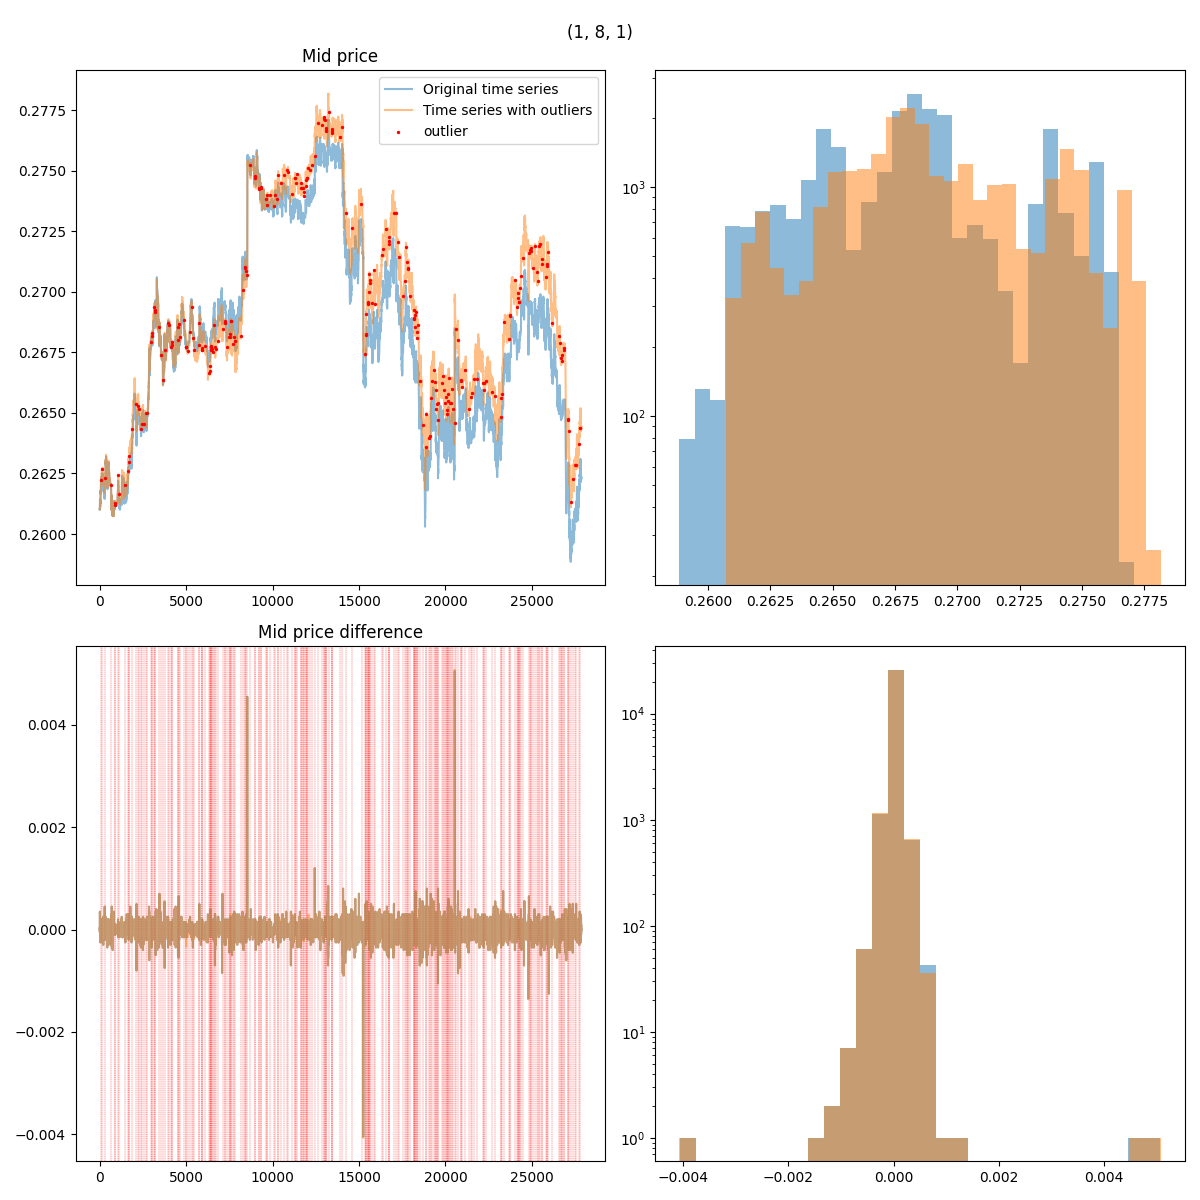 (1, 8, 1)
Mid price
Original time series
Time series with outliers
outlier
0.2775
0.2750
0.2725
0.2700
0.2675
0.2650
0.2625
0.2600
0 5000 10000 15000 20000 25000
10³
10²
0.2600 0.2625 0.2650 0.2675 0.2700 0.2725 0.2750 0.2775
Mid price difference
0.004
0.002
0.000
−0.002
−0.004
0 5000 10000 15000 20000 25000
10⁴
10³
10²
10¹
10⁰
−0.004 −0.002 0.000 0.002 0.004